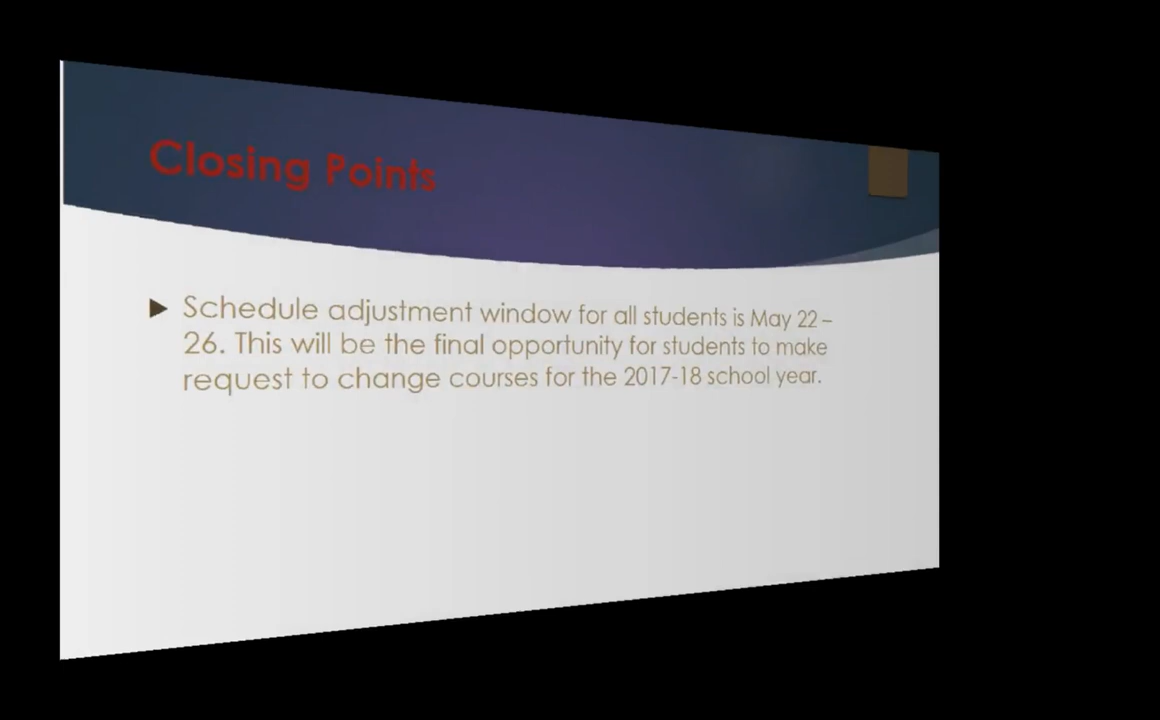 Closing Points
Schedule adjustment window for all students is May 22 –
26. This will be the final opportunity for students to make
request to change courses for the 2017-18 school year.